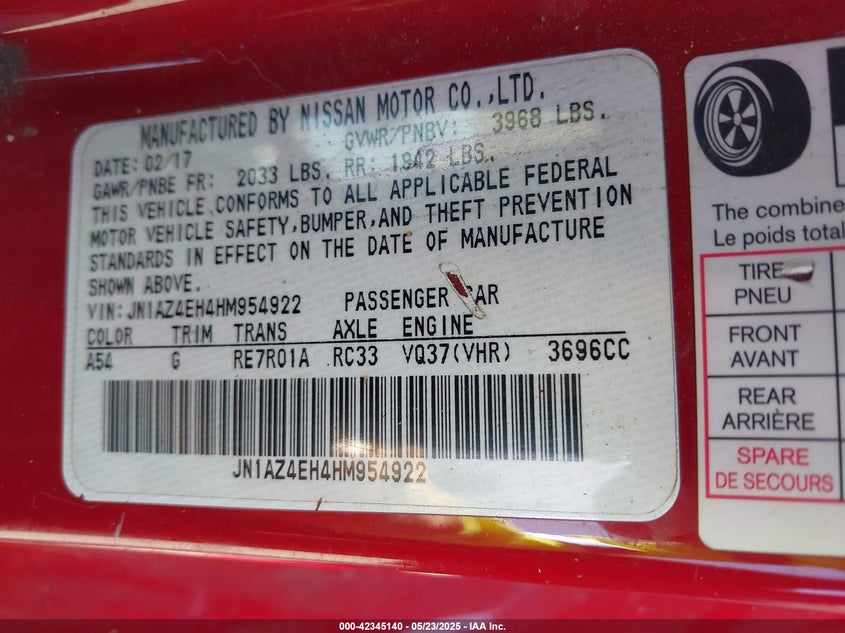 MANUFACTURED BY NISSAN MOTOR CO.,LTD.
DATE: 02/17 GVWR/PNBV: 3968 LBS.
GAWR/PNBE FR: 2033 LBS. RR: 1942 LBS.
THIS VEHICLE CONFORMS TO ALL APPLICABLE FEDERAL
MOTOR VEHICLE SAFETY,BUMPER,AND THEFT PREVENTION
STANDARDS IN EFFECT ON THE DATE OF MANUFACTURE
SHOWN ABOVE.
VIN: JN1AZ4EH4HM954922 PASSENGER CAR
COLOR TRIM TRANS AXLE ENGINE
A54 G RE7R01A RC33 VQ37(VHR) 3696CC
JN1AZ4EH4HM954922
The combine
Le poids total
TIRE
PNEU
FRONT
AVANT
REAR
ARRIÈRE
SPARE
DE SECOURS
000-42345140 - 05/23/2025 - IAA Inc.